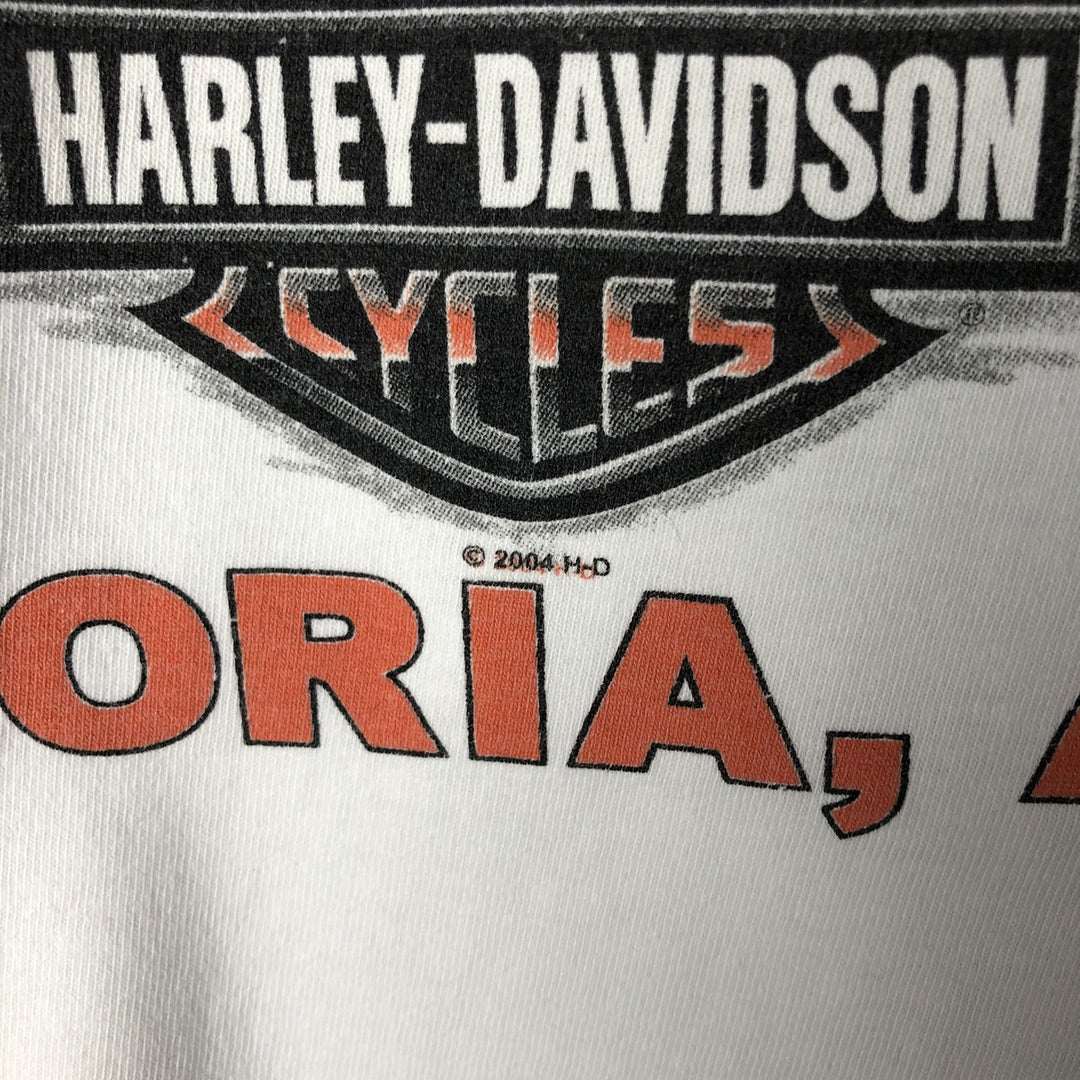 HARLEY-DAVIDSON
CYCLES
®
© 2004 H-D
ORIA,